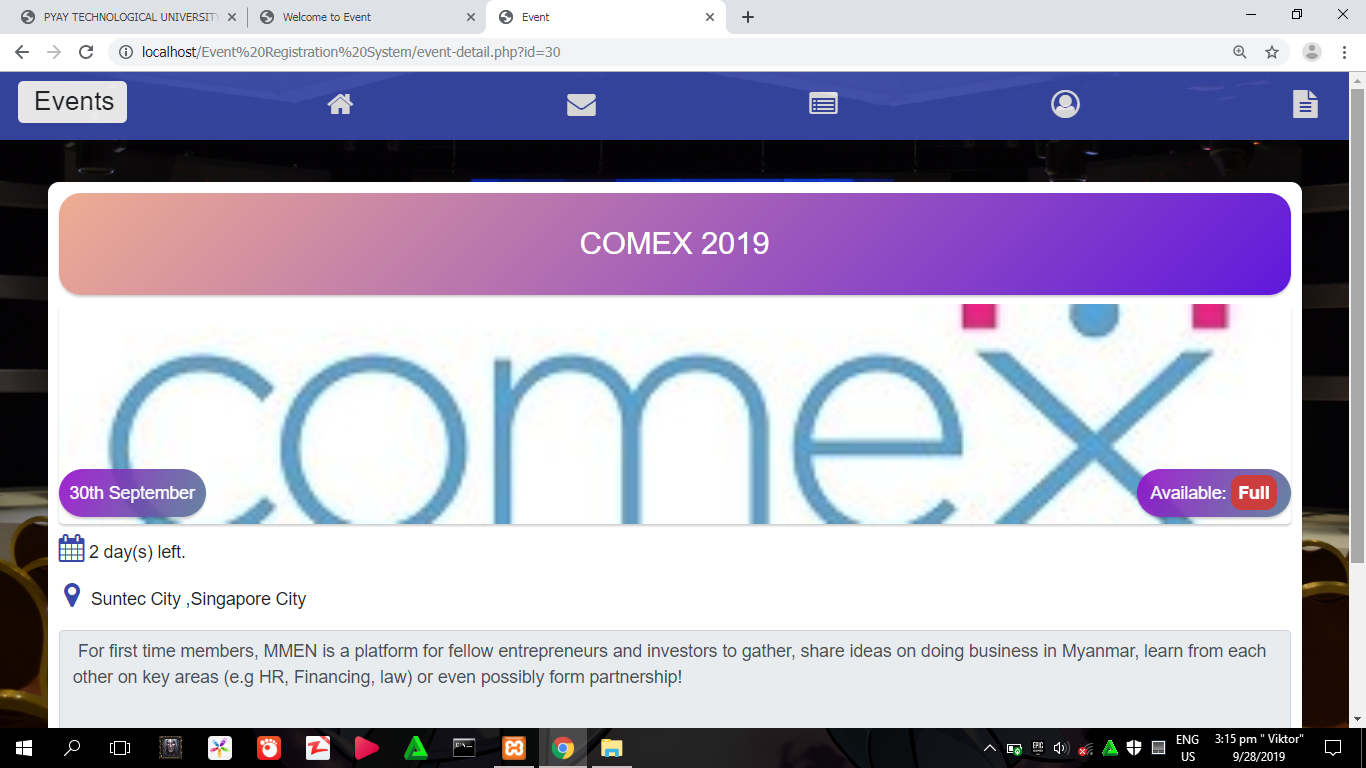 PYAY TECHNOLOGICAL UNIVERSITY
Welcome to Event
Event
localhost/Event%20Registration%20System/event-detail.php?id=30
Events
COMEX 2019
comex
30th September
Available: Full
2 day(s) left.
Suntec City ,Singapore City
For first time members, MMEN is a platform for fellow entrepreneurs and investors to gather, share ideas on doing business in Myanmar, learn from each
other on key areas (e.g HR, Financing, law) or even possibly form partnership!
ENG
US
3:15 pm " Viktor"
9/28/2019